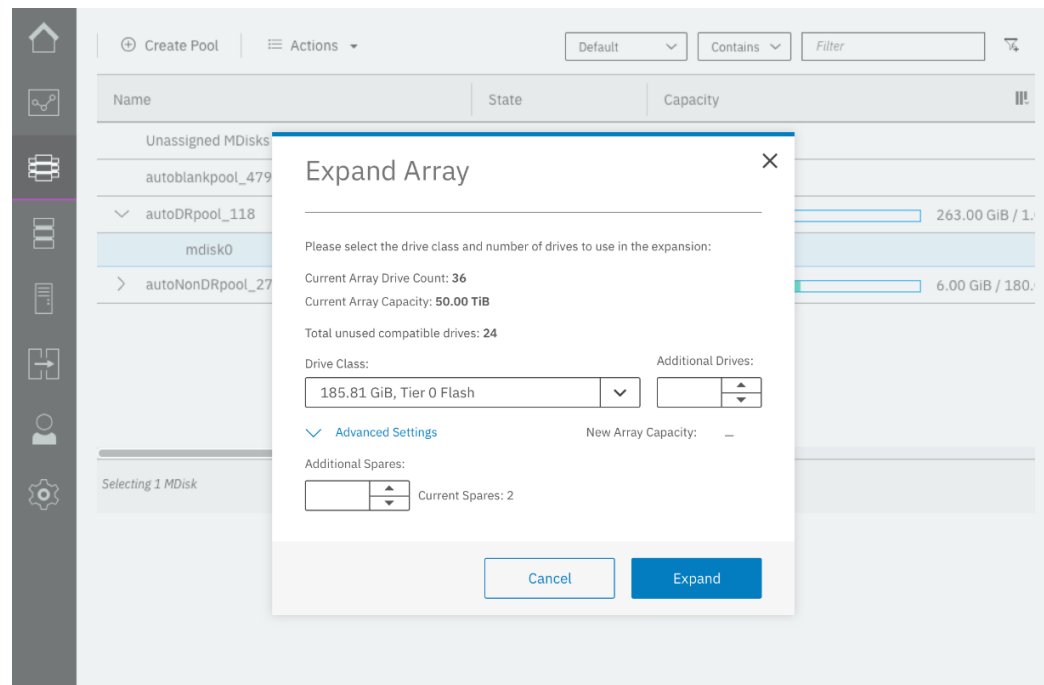 Create Pool Actions Default Contains Filter
Name State Capacity
Unassigned MDisks
autoblankpool_479
autoDRpool_118 263.00 GiB / 1.
mdisk0
autoNonDRpool_27 6.00 GiB / 180.
Selecting 1 MDisk
Expand Array
Please select the drive class and number of drives to use in the expansion:
Current Array Drive Count: 36
Current Array Capacity: 50.00 TiB
Total unused compatible drives: 24
Drive Class: Additional Drives:
185.81 GiB, Tier 0 Flash
Advanced Settings New Array Capacity: –
Additional Spares:
Current Spares: 2
Cancel Expand